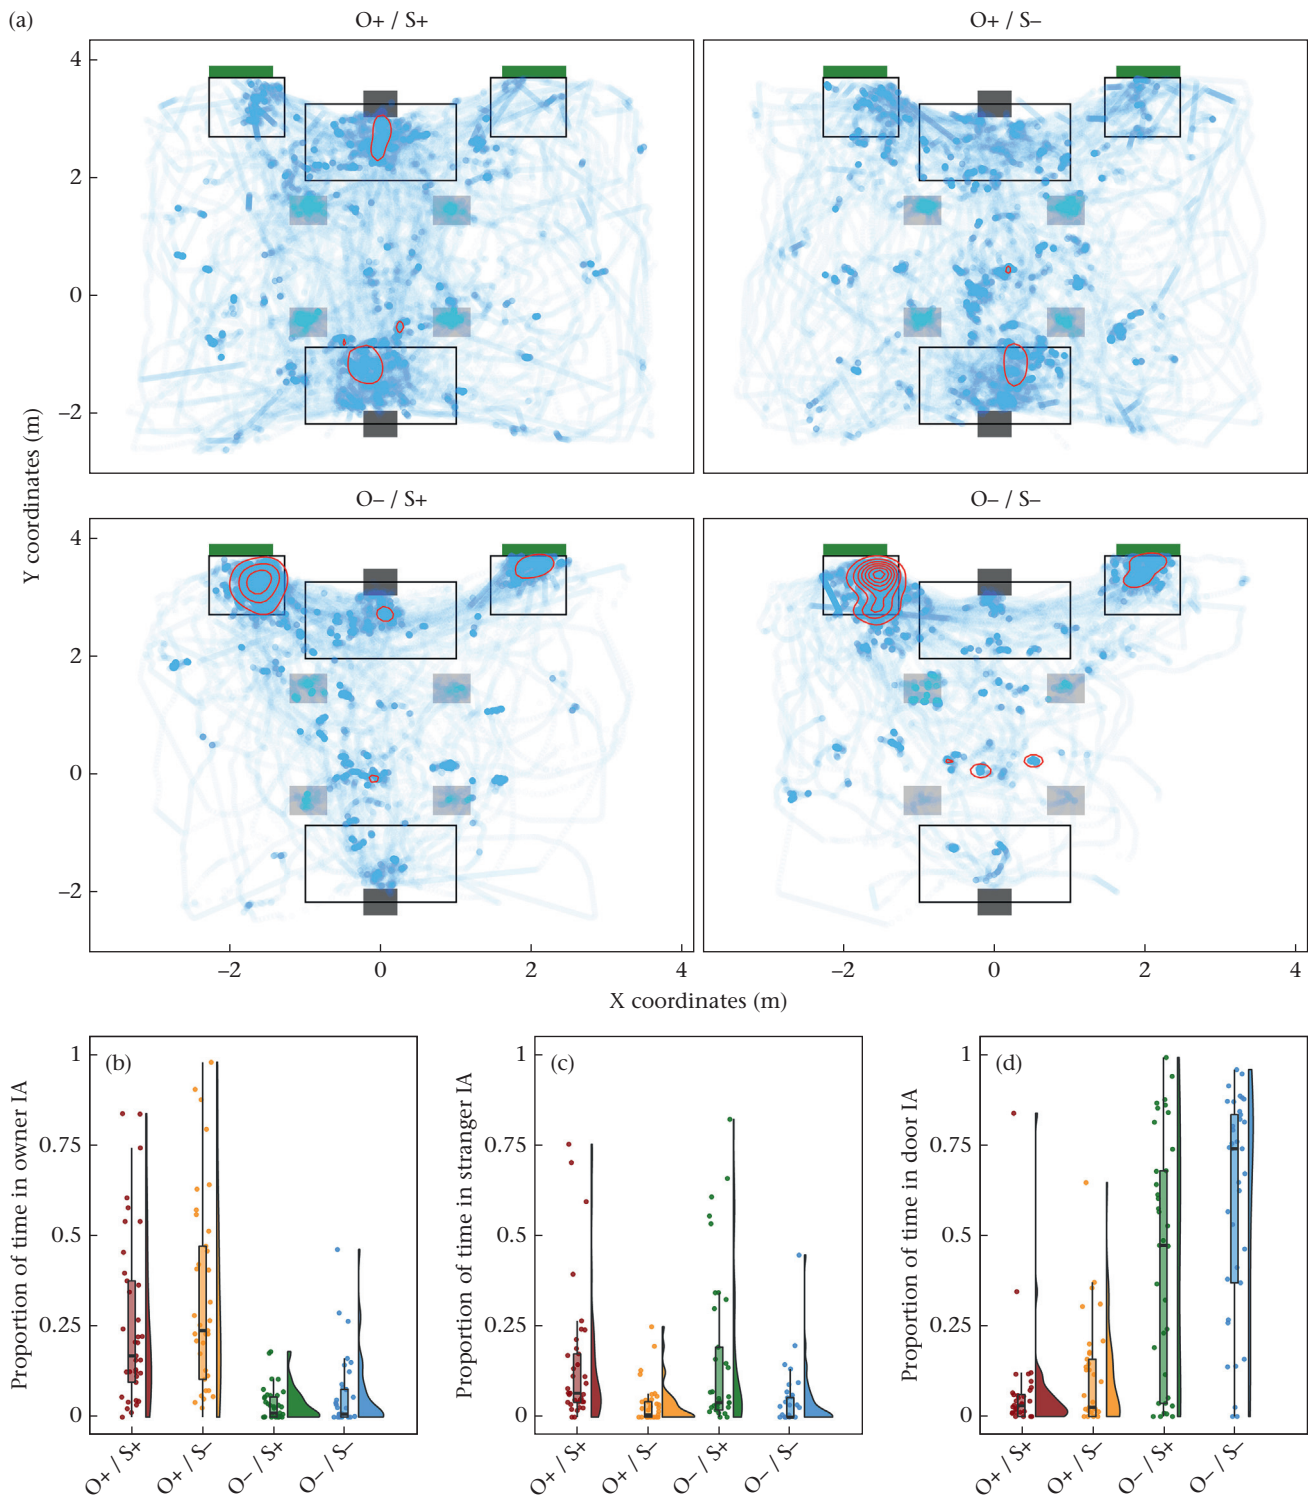 (a)
O+ / S+
O+ / S–
4
2
0
–2
Y coordinates (m)
O– / S+
O– / S–
4
2
0
–2
–2
0
2
4
–2
0
2
4
X coordinates (m)
(b)
Proportion of time in owner IA
1
0.75
0.5
0.25
0
O+ / S+
O+ / S–
O– / S+
O– / S–
(c)
Proportion of time in stranger IA
1
0.75
0.5
0.25
0
O+ / S+
O+ / S–
O– / S+
O– / S–
(d)
Proportion of time in door IA
1
0.75
0.5
0.25
0
O+ / S+
O+ / S–
O– / S+
O– / S–